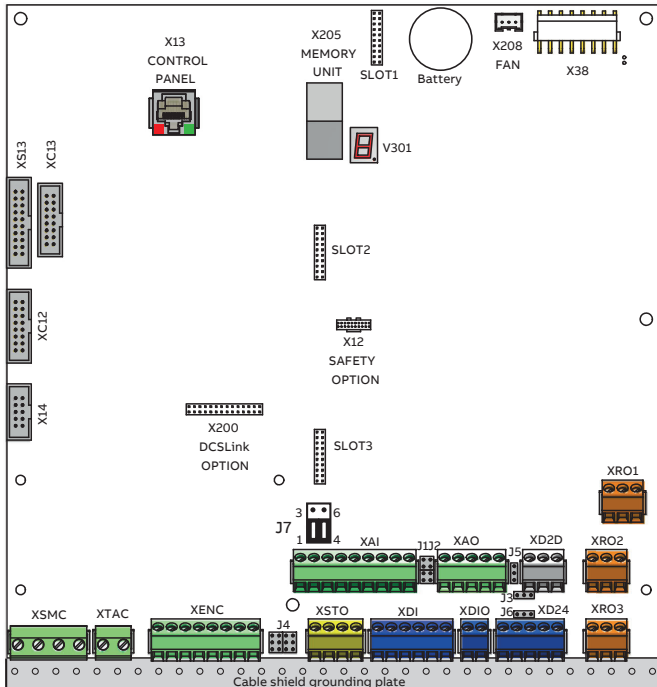 X13
CONTROL
PANEL
X205
MEMORY
UNIT
SLOT1
Battery
X208
FAN
X38
V301
XS13
XC13
SLOT2
XC12
X12
SAFETY
OPTION
X14
X200
DCSLink
OPTION
SLOT3
XRO1
3 6
J7
1 4
XAI
J1J2
XAO
J5
XD2D
XRO2
J3
XSMC
XTAC
XENC
J4
XSTO
XDI
XDIO
J6
XD24
XRO3
Cable shield grounding plate